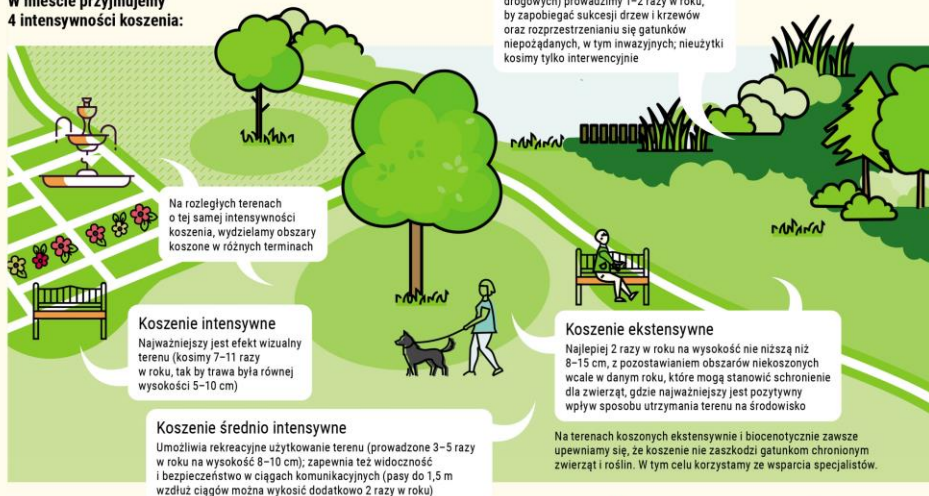 W mieście przyjmujemy
4 intensywności koszenia:
drogowych) prowadzimy 1–2 razy w roku,
by zapobiegać sukcesji drzew i krzewów
oraz rozprzestrzenianiu się gatunków
niepożądanych, w tym inwazyjnych; nieużytki
kosimy tylko interwencyjnie
Na rozległych terenach
o tej samej intensywności
koszenia, wydzielamy obszary
koszone w różnych terminach
Koszenie intensywne
Najważniejszy jest efekt wizualny
terenu (kosimy 7–11 razy
w roku, tak by trawa była równej
wysokości 5–10 cm)
Koszenie ekstensywne
Najlepiej 2 razy w roku na wysokość nie niższą niż
8–15 cm, z pozostawianiem obszarów niekoszonych
wcale w danym roku, które mogą stanowić schronienie
dla zwierząt, gdzie najważniejszy jest pozytywny
wpływ sposobu utrzymania terenu na środowisko
Koszenie średnio intensywne
Umożliwia rekreacyjne użytkowanie terenu (prowadzone 3–5 razy
w roku na wysokość 8–10 cm); zapewnia też widoczność
i bezpieczeństwo w ciągach komunikacyjnych (pasy do 1,5 m
wzdłuż ciągów można wykosić dodatkowo 2 razy w roku)
Na terenach koszonych ekstensywnie i biocenotycznie zawsze
upewniamy się, że koszenie nie zaszkodzi gatunkom chronionym
zwierząt i roślin. W tym celu korzystamy ze wsparcia specjalistów.